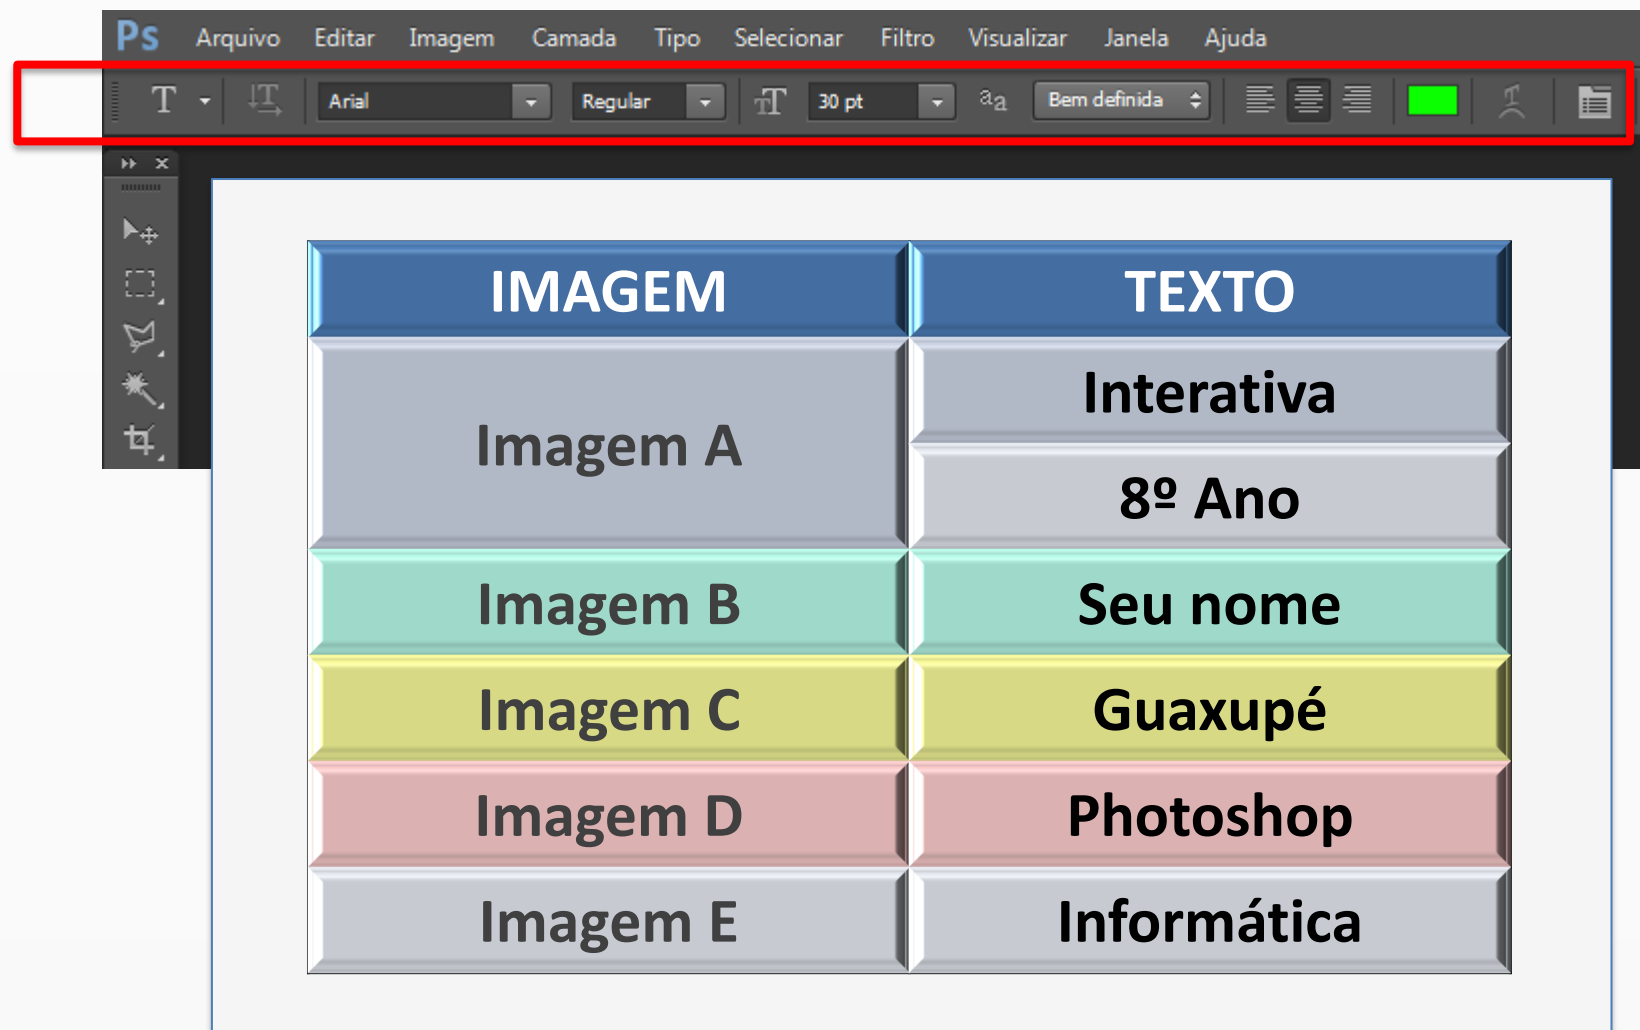 Ps Arquivo Editar Imagem Camada Tipo Selecionar Filtro Visualizar Janela Ajuda
T Arial Regular 30 pt aa Bem definida
IMAGEM TEXTO
Imagem A Interativa
8º Ano
Imagem B Seu nome
Imagem C Guaxupé
Imagem D Photoshop
Imagem E Informática